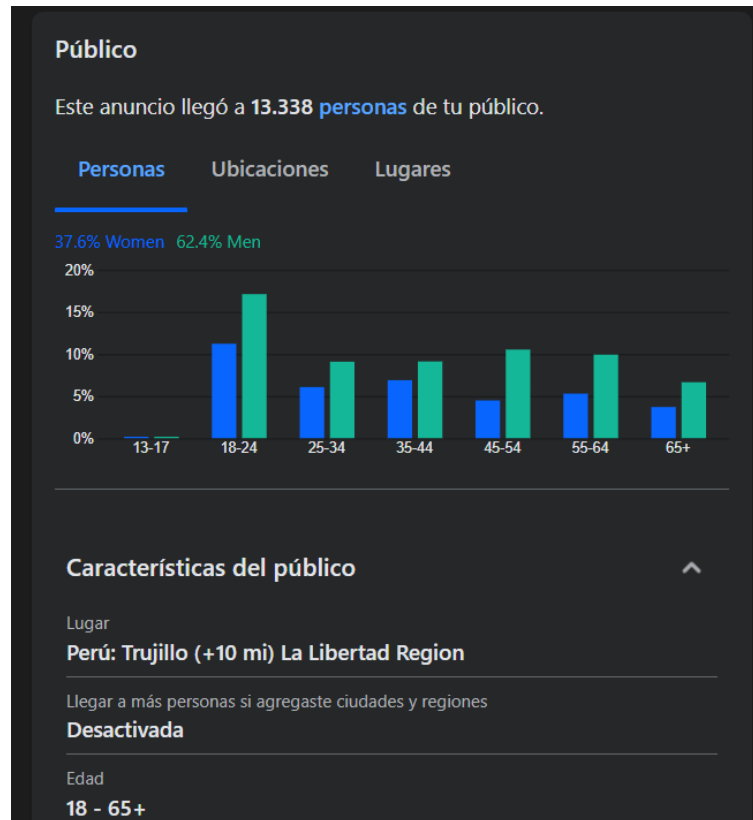 Público
Este anuncio llegó a 13.338 personas de tu público.
Personas Ubicaciones Lugares
37.6% Women 62.4% Men
20%
15%
10%
5%
0%
13-17 18-24 25-34 35-44 45-54 55-64 65+
Características del público
Lugar
Perú: Trujillo (+10 mi) La Libertad Region
Llegar a más personas si agregaste ciudades y regiones
Desactivada
Edad
18 - 65+